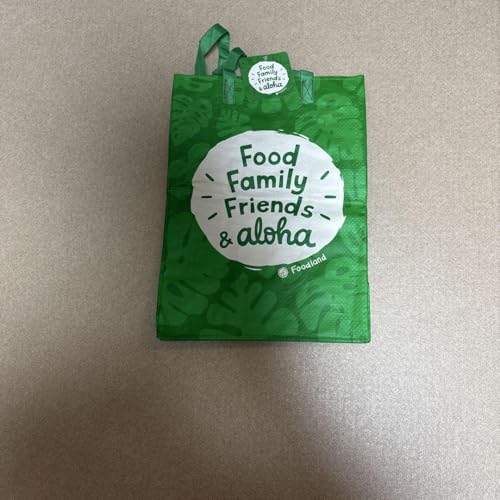 Food
Family
Friends
& aloha
Food
Family
Friends
& aloha
Foodland